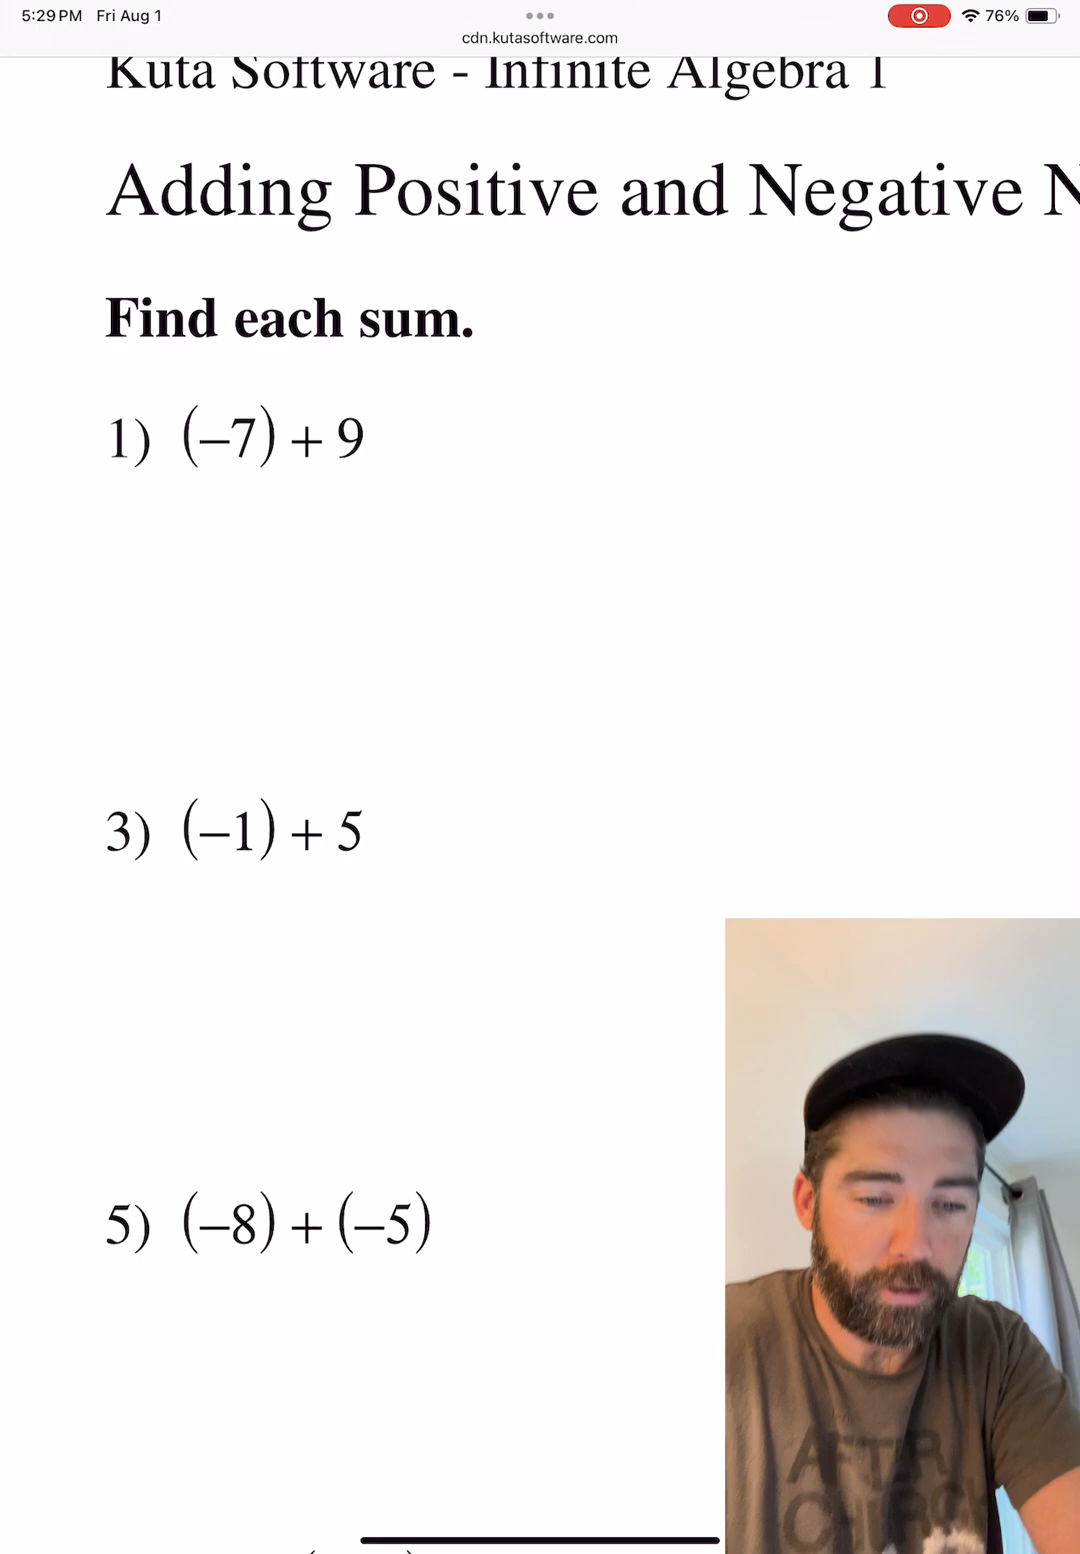 5:29 PM Fri Aug 1
76%
cdn.kutasoftware.com
Kuta Software - Infinite Algebra 1
Adding Positive and Negative N
Find each sum.
1) (–7) + 9
3) (–1) + 5
5) (–8) + (–5)
AFTER